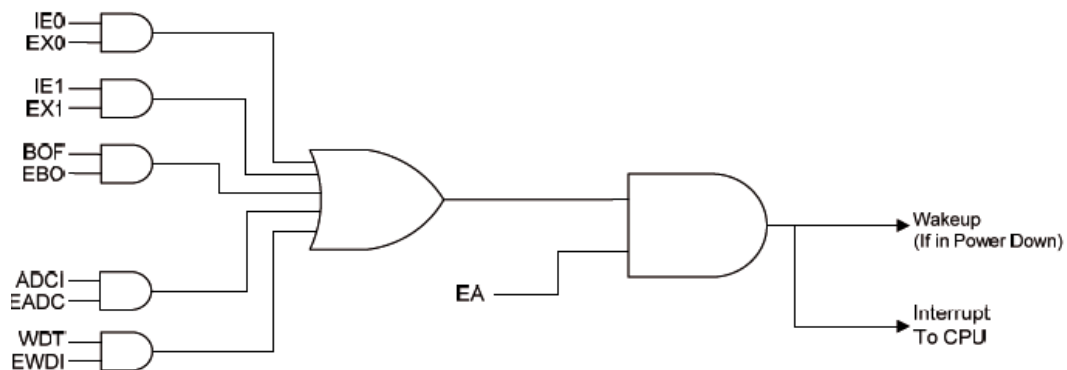 IE0
EX0
IE1
EX1
BOF
EBO
ADCI
EADC
WDT
EWDI
EA
Wakeup
(If in Power Down)
Interrupt
To CPU